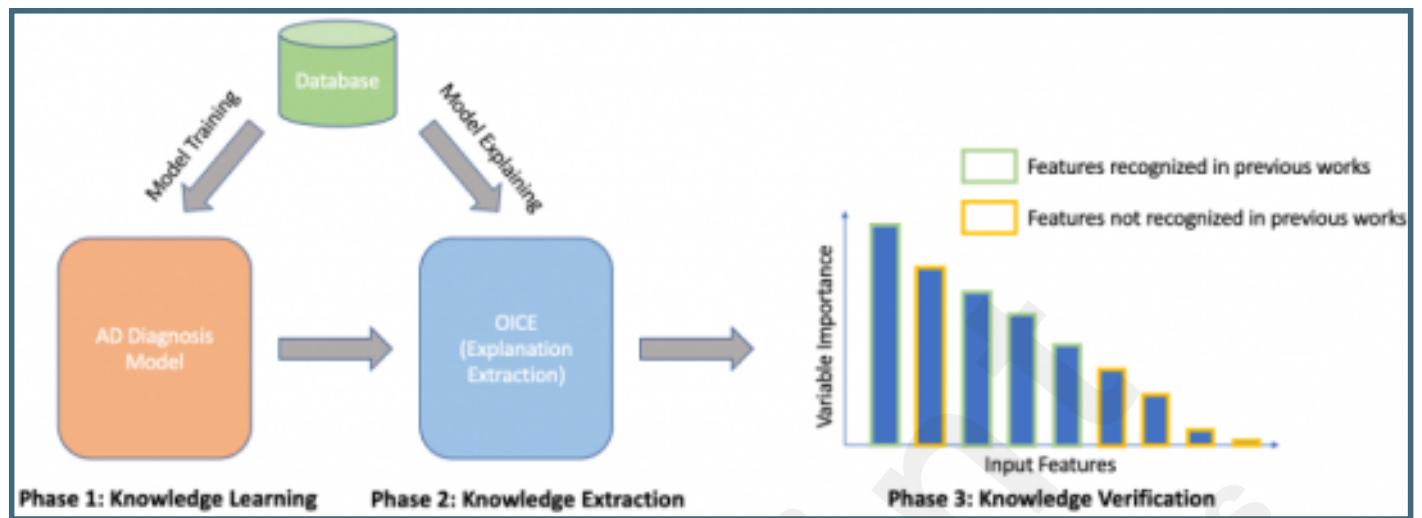 Database
Model Training
Model Explaining
AD Diagnosis
Model
OICE
(Explanation
Extraction)
Features recognized in previous works
Features not recognized in previous works
Variable Importance
Input Features
Phase 1: Knowledge Learning
Phase 2: Knowledge Extraction
Phase 3: Knowledge Verification